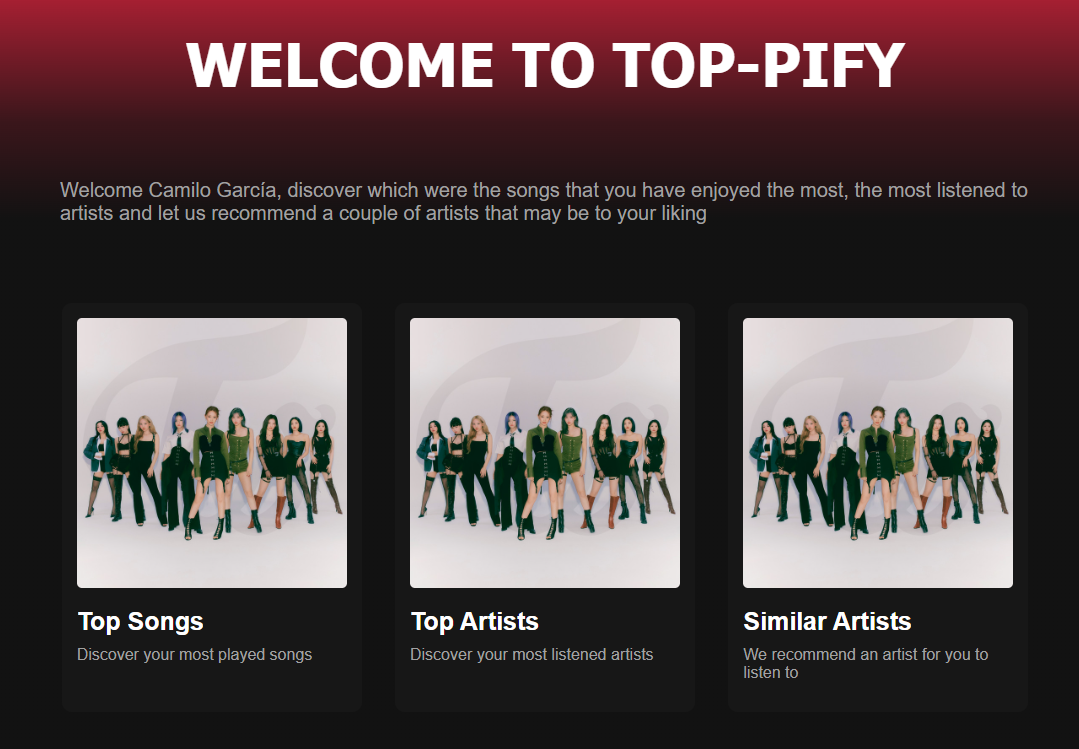 WELCOME TO TOP-PIFY
Welcome Camilo García, discover which were the songs that you have enjoyed the most, the most listened to
artists and let us recommend a couple of artists that may be to your liking
Top Songs
Discover your most played songs
Top Artists
Discover your most listened artists
Similar Artists
We recommend an artist for you to
listen to